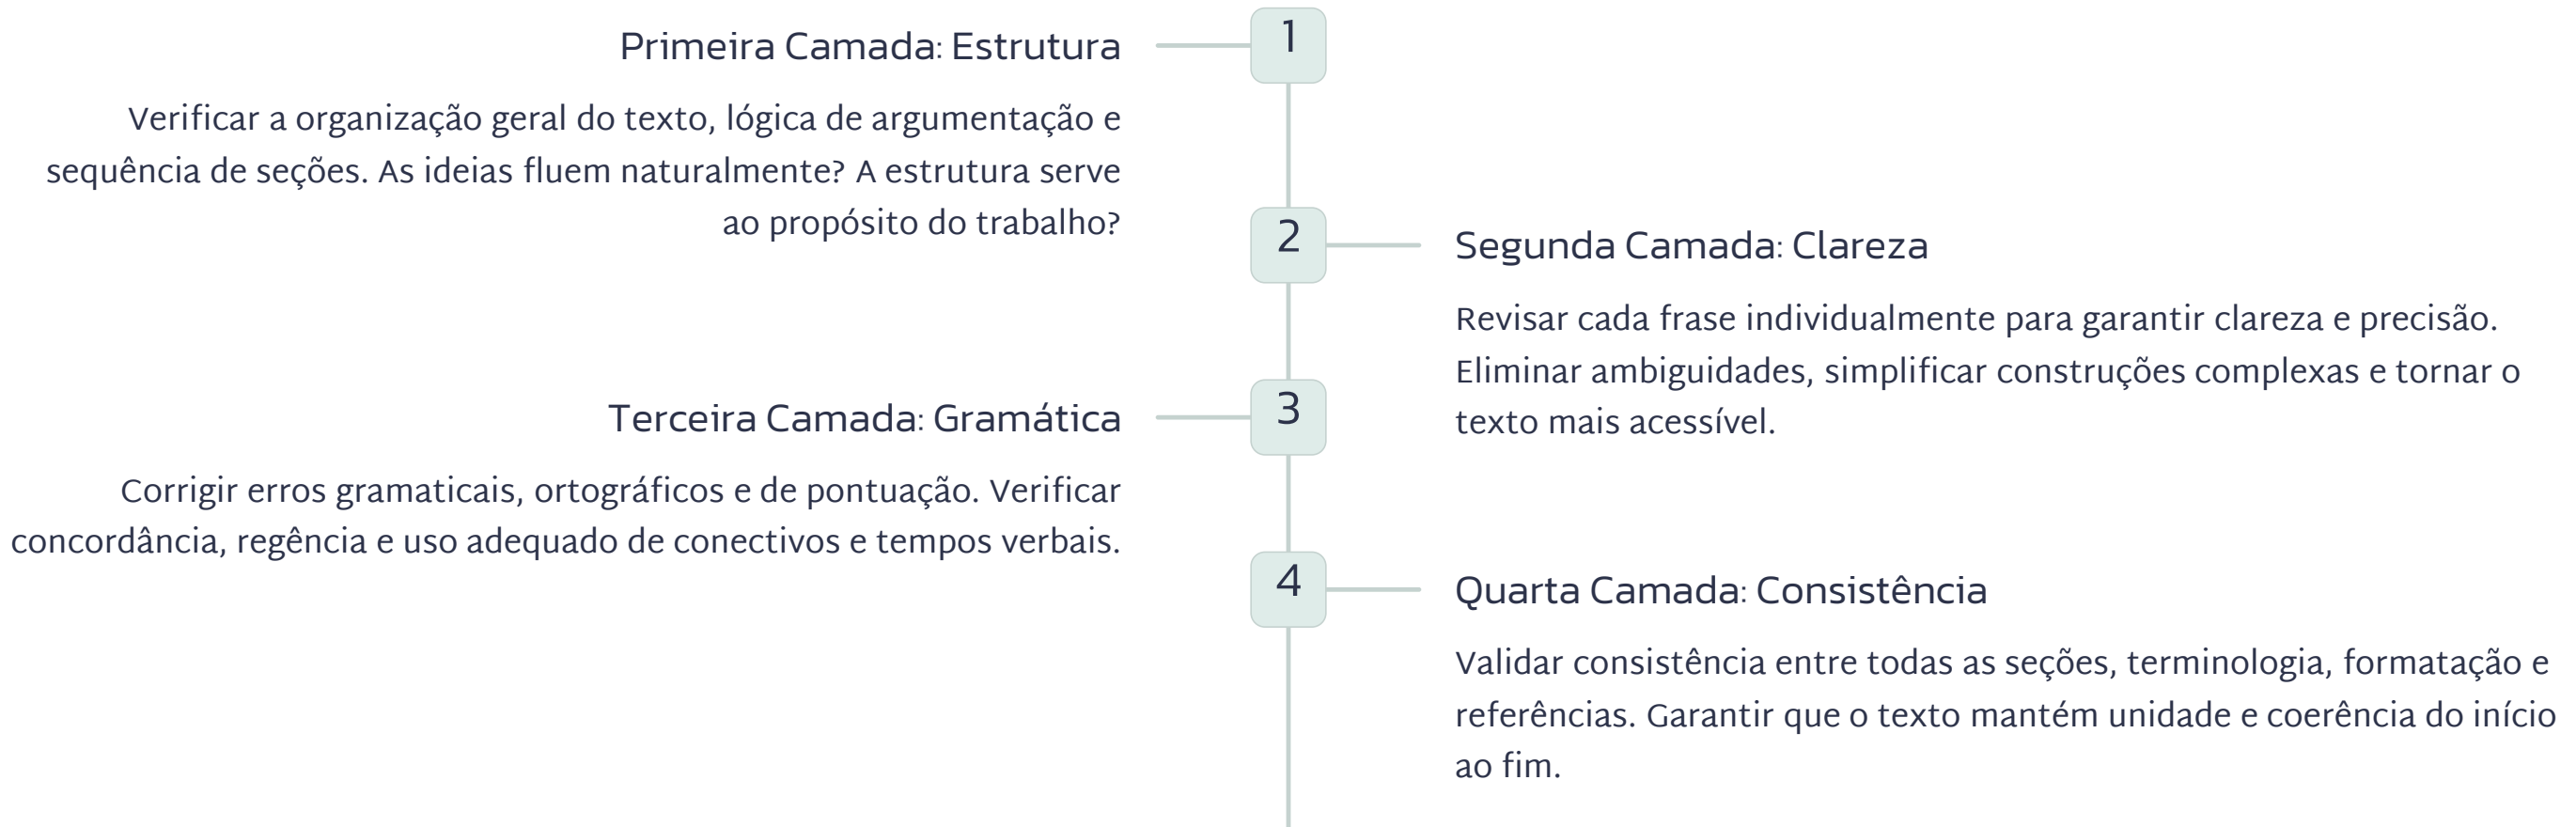 1
Primeira Camada: Estrutura
Verificar a organização geral do texto, lógica de argumentação e
sequência de seções. As ideias fluem naturalmente? A estrutura serve
ao propósito do trabalho?
2
Segunda Camada: Clareza
Revisar cada frase individualmente para garantir clareza e precisão.
Eliminar ambiguidades, simplificar construções complexas e tornar o
texto mais acessível.
3
Terceira Camada: Gramática
Corrigir erros gramaticais, ortográficos e de pontuação. Verificar
concordância, regência e uso adequado de conectivos e tempos verbais.
4
Quarta Camada: Consistência
Validar consistência entre todas as seções, terminologia, formatação e
referências. Garantir que o texto mantém unidade e coerência do início
ao fim.